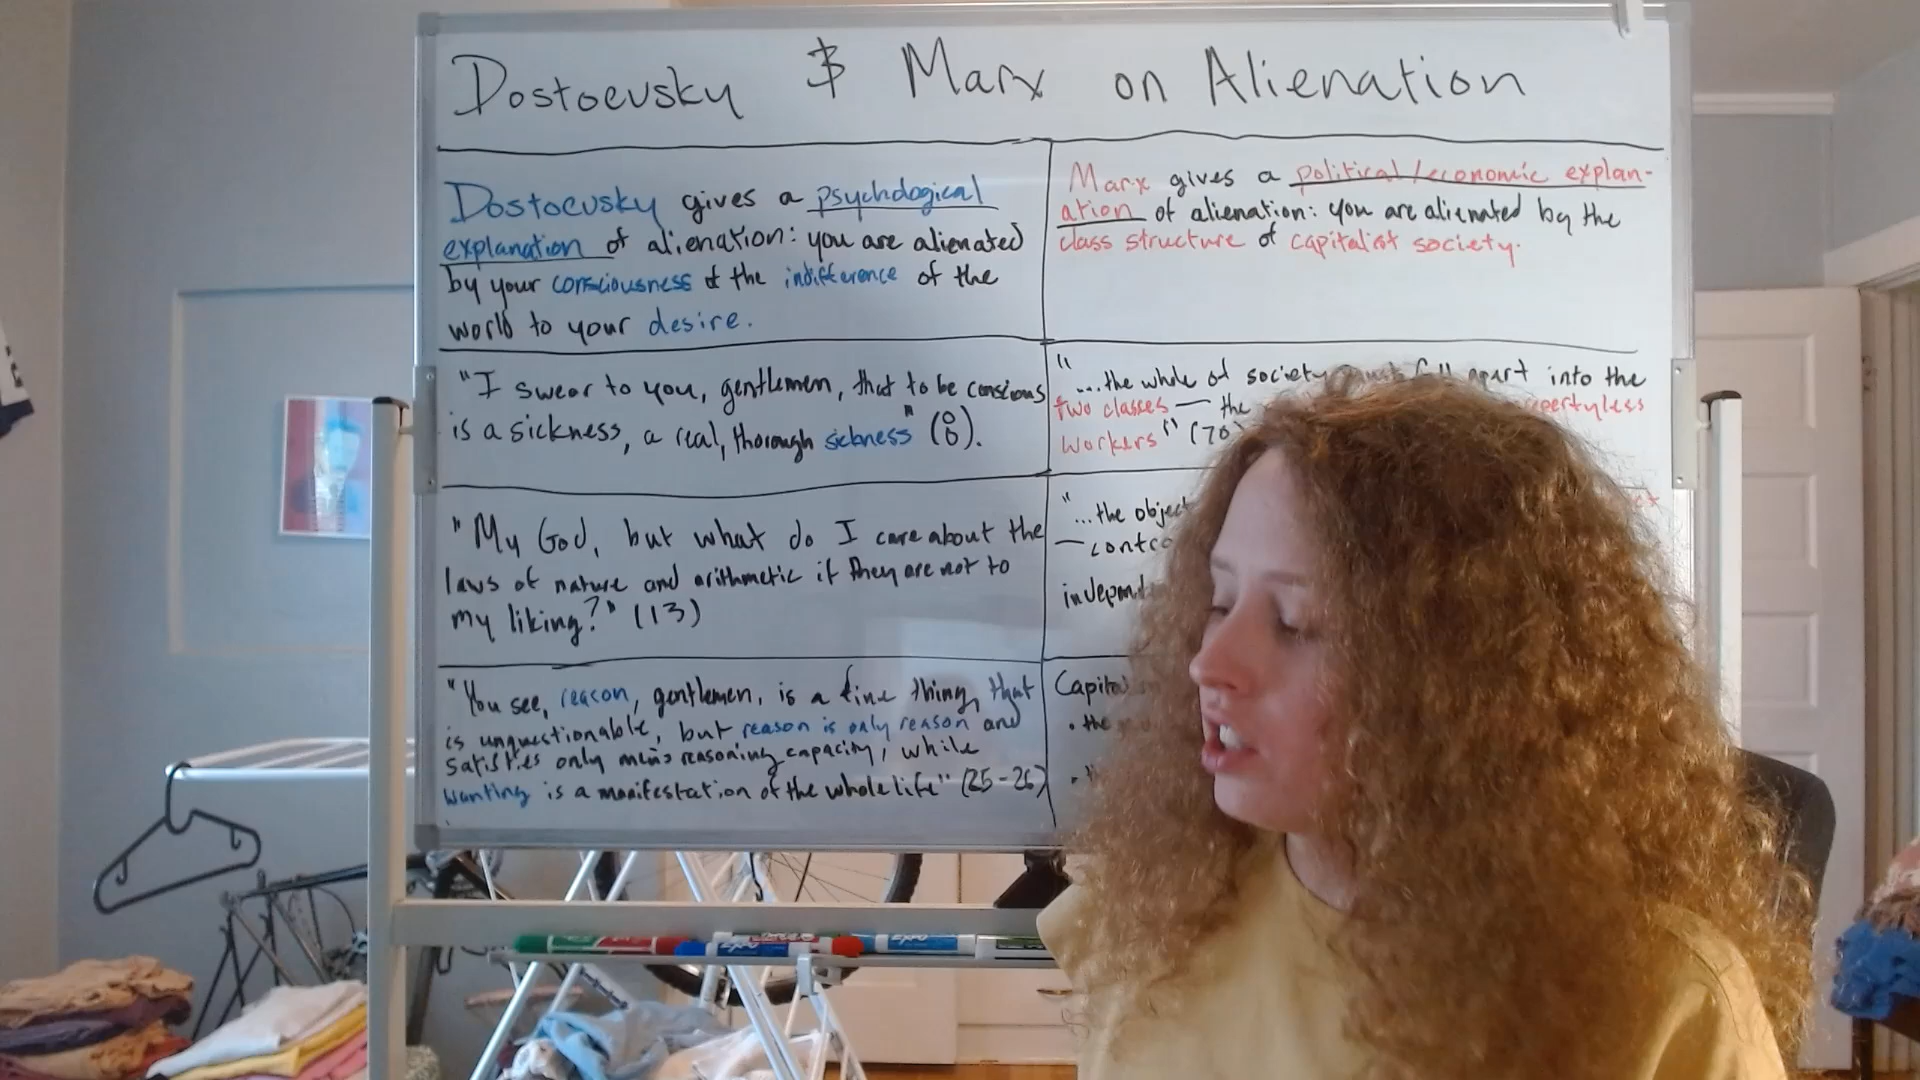 Dostoevsky & Marx on Alienation
Dostoevsky gives a psychological
explanation of alienation: you are alienated
by your consciousness & the indifference of the
world to your desire.
Marx gives a political/economic explan-
ation of alienation: you are alienated by the
class structure of capitalist society.
"I swear to you, gentlemen, that to be conscious
is a sickness, a real, thorough sickness" (6).
"...the whole of society apart into the
two classes — the
workers" (70)
"My God, but what do I care about the
laws of nature and arithmetic if they are not to
my liking?" (13)
"...the object
—
"You see, reason, gentlemen, is a fine thing, that
is unquestionable, but reason is only reason and
satisfies only man's reasoning capacity, while
wanting is a manifestation of the whole life" (25-26)
• the
EXPO
EXPO